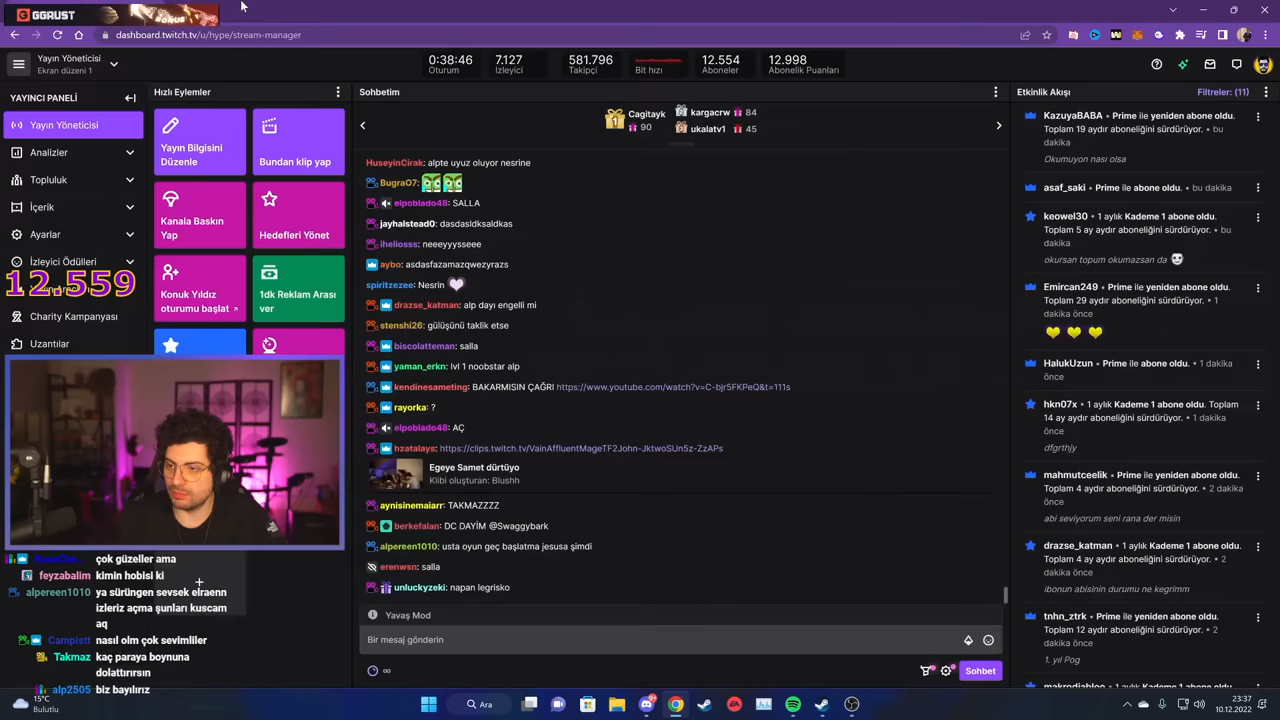 GGRUST
BONUS
dashboard.twitch.tv/u/hype/stream-manager
Yayın Yöneticisi
Ekran düzeni 1
0:38:46
Oturum
7.127
İzleyici
581.796
Takipçi
Bit hızı
12.554
Aboneler
12.998
Abonelik Puanları
YAYINCI PANELİ
Yayın Yöneticisi
Analizler
Topluluk
İçerik
Ayarlar
İzleyici Ödülleri
12.559
Charity Kampanyası
Uzantılar
Hızlı Eylemler
Yayın Bilgisini
Düzenle
Bundan klip yap
Kanala Baskın
Yap
Hedefleri Yönet
Konuk Yıldız
oturumu başlat
1dk Reklam Arası
ver
çok güzeller ama
feyzabalim kimin hobisi ki
alpereen1010 ya sürüngen sevsek elraenn
izleriz açma şunları kuscam
aq
Campistt nasıl olm çok sevimliler
Takmaz kaç paraya boynuna
dolattırırsın
alp2505 biz bayılırız
Sohbetim
Cagitayk
90
kargacrw 84
ukalatv1 45
HuseyinCirak: alpte uyuz oluyor nesrine
BugraO7:
elpoblado48: SALLA
jayhalstead0: dasdasldksaldkas
iheliosss: neeeyyysseee
aybo: asdasfazamazqwezyrazs
spiritzezee: Nesrin
drazse_katman: alp dayı engelli mi
stenshi26: gülüşünü taklik etse
biscolatteman: salla
yaman_erkn: lvl 1 noobstar alp
kendinesameting: BAKARMISIN ÇAĞRI https://www.youtube.com/watch?v=C-bjr5FKPeQ&t=111s
rayorka: ?
elpoblado48: AÇ
hzatalays: https://clips.twitch.tv/VainAffluentMageTF2John-JktwoSUn5z-ZzAPs
Egeye Samet dürtüyo
Klibi oluşturan: Blushh
aynisinemaiarr: TAKMAZZZZ
berkefalan: DC DAYİM @Swaggybark
alpereen1010: usta oyun geç başlatma jesusa şimdi
erenwsn: salla
unluckyzeki: napan legrisko
Yavaş Mod
Bir mesaj gönderin
Sohbet
Etkinlik Akışı
Filtreler: (11)
KazuyaBABA • Prime ile yeniden abone oldu.
Toplam 19 aydır aboneliğini sürdürüyor. • bu
dakika
Okumuyon nası olsa
asaf_saki • Prime ile abone oldu. • bu dakika
keowel30 • 1 aylık Kademe 1 abone oldu.
Toplam 5 ay aydır aboneliğini sürdürüyor. • bu
dakika
okursan topum okumazsan da
Emircan249 • 1 aylık Kademe 1 abone oldu.
Toplam 29 aydır aboneliğini sürdürüyor. • 1
dakika önce
HalukUzun • Prime ile abone oldu. • 1 dakika
önce
hkn07x • 1 aylık Kademe 1 abone oldu. Toplam
14 ay aydır aboneliğini sürdürüyor. • 1 dakika
önce
dfgrthjy
mahmutceelik • Prime ile yeniden abone oldu.
Toplam 4 aydır aboneliğini sürdürüyor. • 2 dakika
önce
abi seviyorum seni rana der misin
drazse_katman • 1 aylık Kademe 1 abone oldu.
Toplam 4 ay aydır aboneliğini sürdürüyor. • 2
dakika önce
ibonun abisinin durumu ne kegrimm
tnhn_ztrk • 1 aylık Kademe 1 abone oldu.
Toplam 12 aydır aboneliğini sürdürüyor. • 2
dakika önce
1. yıl Pog
15°C
Bulutlu
Ara
23:37
10.12.2022